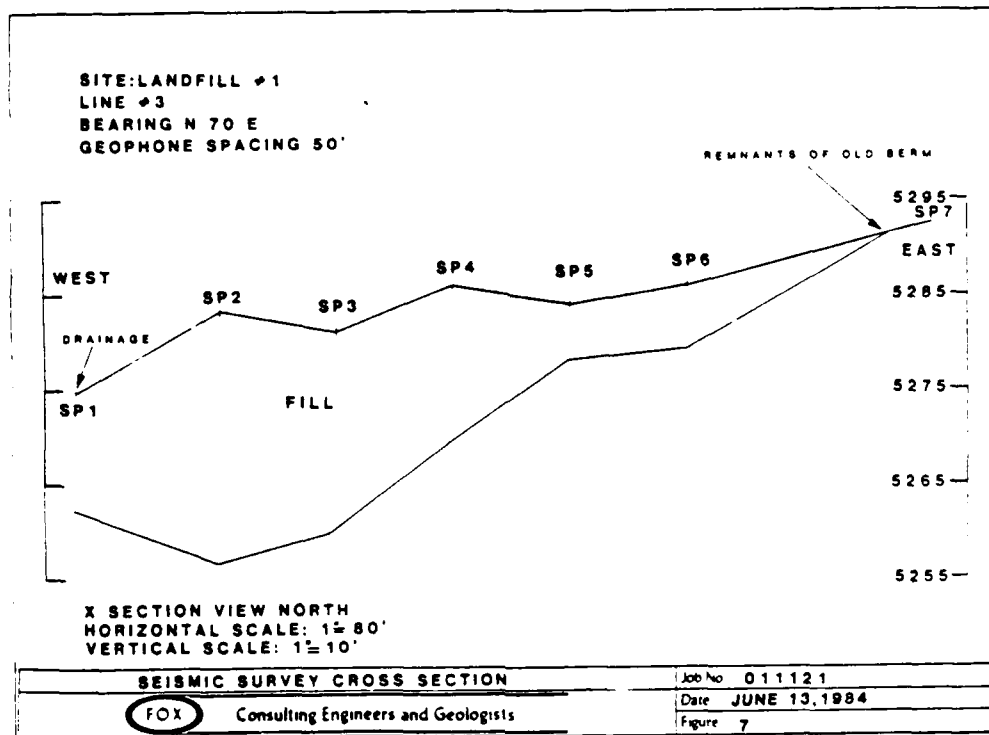 SITE:LANDFILL #1
LINE #3
BEARING N 70 E
GEOPHONE SPACING 50'
REMNANTS OF OLD BERM
5295
SP7
EAST
WEST
SP4
SP5
SP6
5285
SP2
SP3
DRAINAGE
5275
SP1
FILL
5265
5255
X SECTION VIEW NORTH
HORIZONTAL SCALE: 1"= 80'
VERTICAL SCALE: 1"= 10'
SEISMIC SURVEY CROSS SECTION
Job No 011121
FOX Consulting Engineers and Geologists
Date JUNE 13,1984
Figure 7